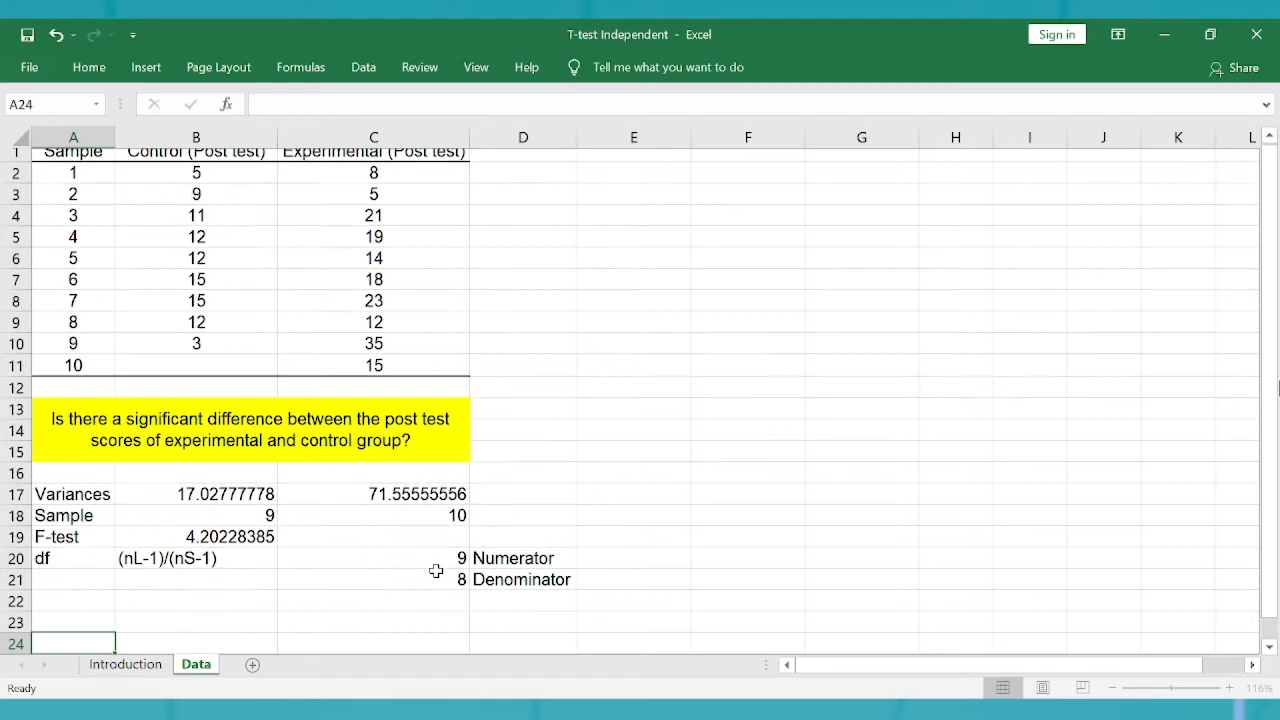 T-test Independent - Excel
Sign in
File Home Insert Page Layout Formulas Data Review View Help Tell me what you want to do Share
A24 fx
A B C D E F G H I J K L
1 Sample Control (Post test) Experimental (Post test)
2 1 5 8
3 2 9 5
4 3 11 21
5 4 12 19
6 5 12 14
7 6 15 18
8 7 15 23
9 8 12 12
10 9 3 35
11 10 15
12
13
14
15
Is there a significant difference between the post test
scores of experimental and control group?
16
17 Variances 17.02777778 71.55555556
18 Sample 9 10
19 F-test 4.20228385
20 df (nL-1)/(nS-1) 9 Numerator
21 8 Denominator
22
23
24
Introduction Data
Ready 116%